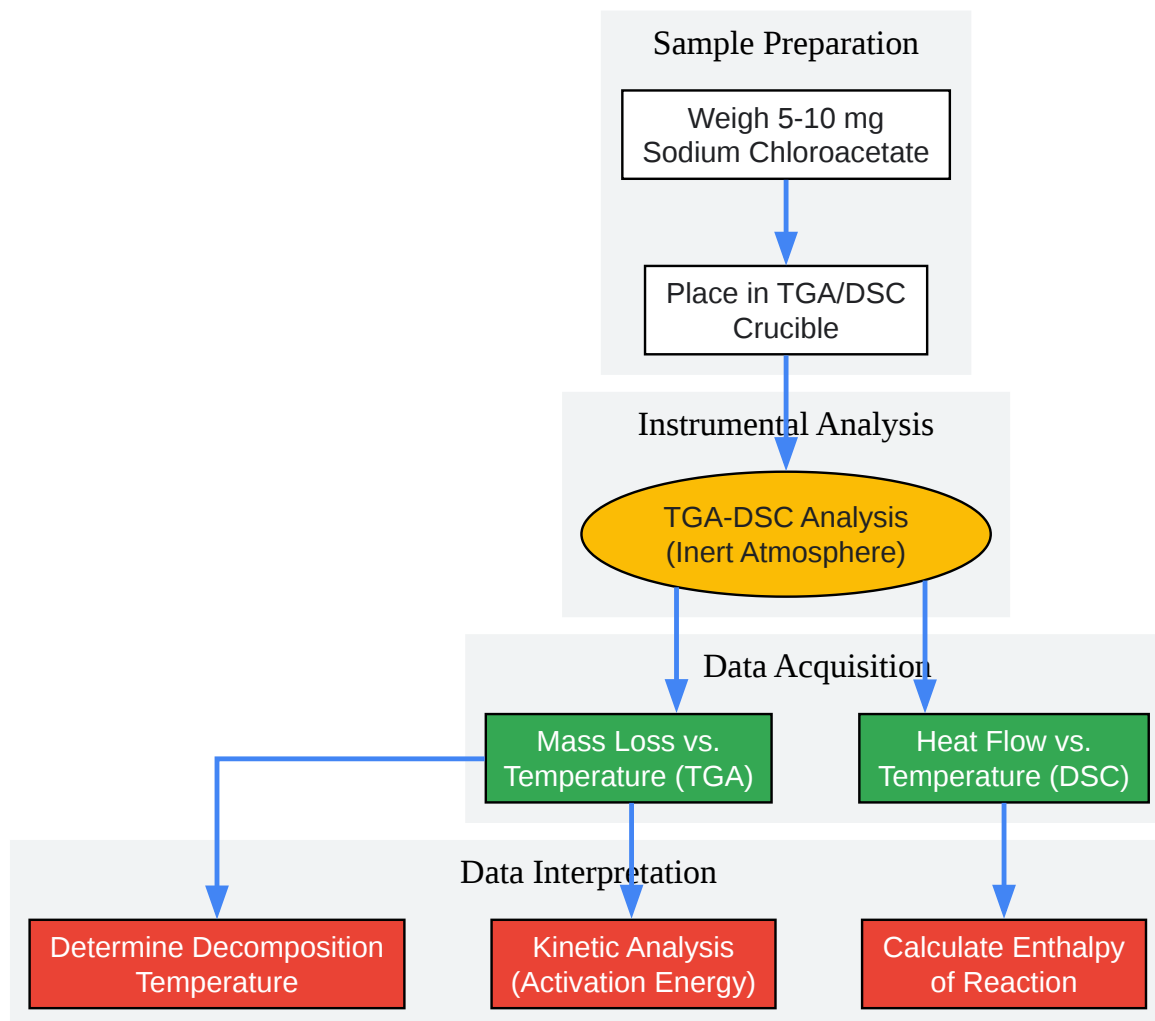 Sample Preparation
Weigh 5-10 mg
Sodium Chloroacetate
Place in TGA/DSC
Crucible
Instrumental Analysis
TGA-DSC Analysis
(Inert Atmosphere)
Data Acquisition
Mass Loss vs.
Temperature (TGA)
Heat Flow vs.
Temperature (DSC)
Data Interpretation
Determine Decomposition
Temperature
Kinetic Analysis
(Activation Energy)
Calculate Enthalpy
of Reaction